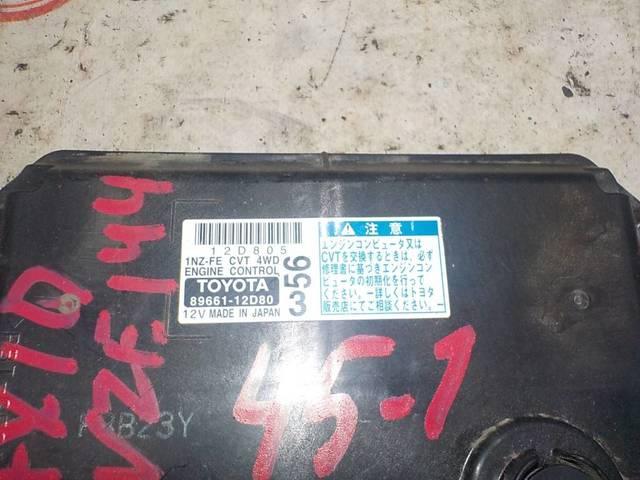 12D805
1NZ-FE CVT 4WD
ENGINE CONTROL
TOYOTA
89661-12D80
12V MADE IN JAPAN
356
注意
エンジンコンピュータ又は
CVTを交換するときは、必ず
修理書に基づきエンジンコン
ピュータの初期化を行って
ください。ー詳しくはトヨタ
販売店にてご相談ください。
ZE144
45-1
B23Y